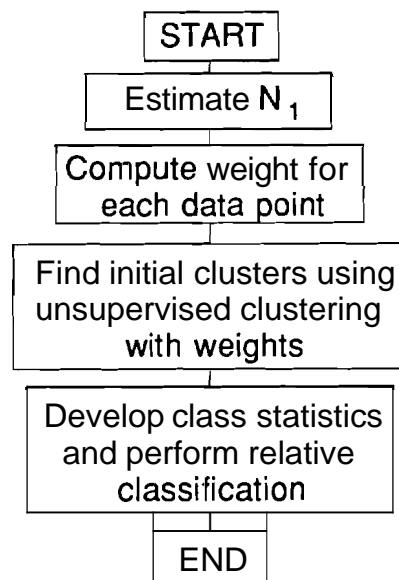 START
Estimate N₁
Compute weight for
each data point
Find initial clusters using
unsupervised clustering
with weights
Develop class statistics
and perform relative
classification
END